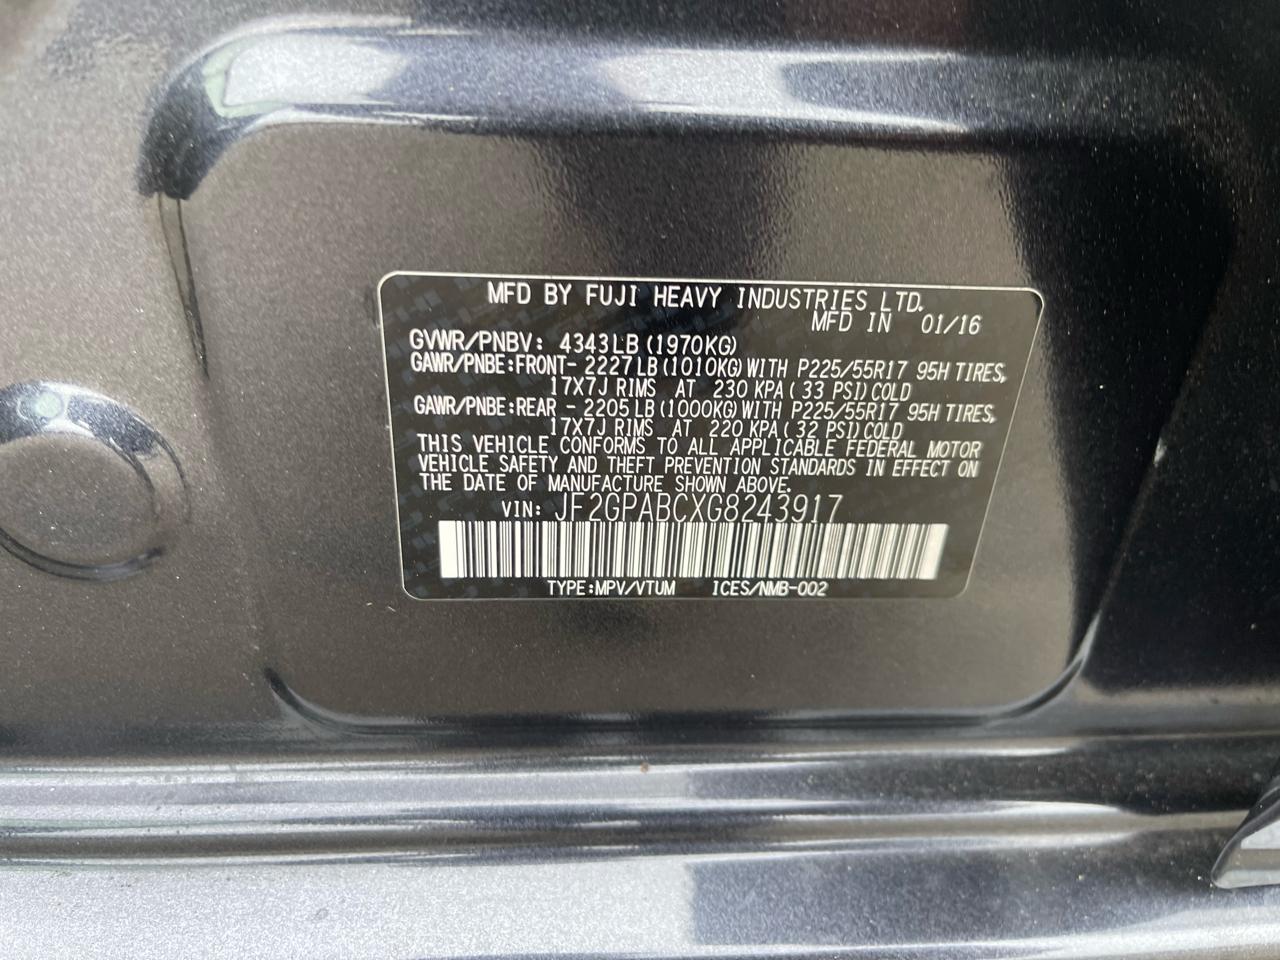 MFD BY FUJI HEAVY INDUSTRIES LTD.
MFD IN 01/16
GVWR/PNBV: 4343LB (1970KG)
GAWR/PNBE:FRONT- 2227LB (1010KG) WITH P225/55R17 95H TIRES,
17X7J RIMS AT 230 KPA ( 33 PSI) COLD
GAWR/PNBE:REAR - 2205LB (1000KG) WITH P225/55R17 95H TIRES,
17X7J RIMS AT 220 KPA ( 32 PSI) COLD
THIS VEHICLE CONFORMS TO ALL APPLICABLE FEDERAL MOTOR
VEHICLE SAFETY AND THEFT PREVENTION STANDARDS IN EFFECT ON
THE DATE OF MANUFACTURE SHOWN ABOVE.
VIN: JF2GPABCXG8243917
TYPE:MPV/VTUM ICES/NMB-002